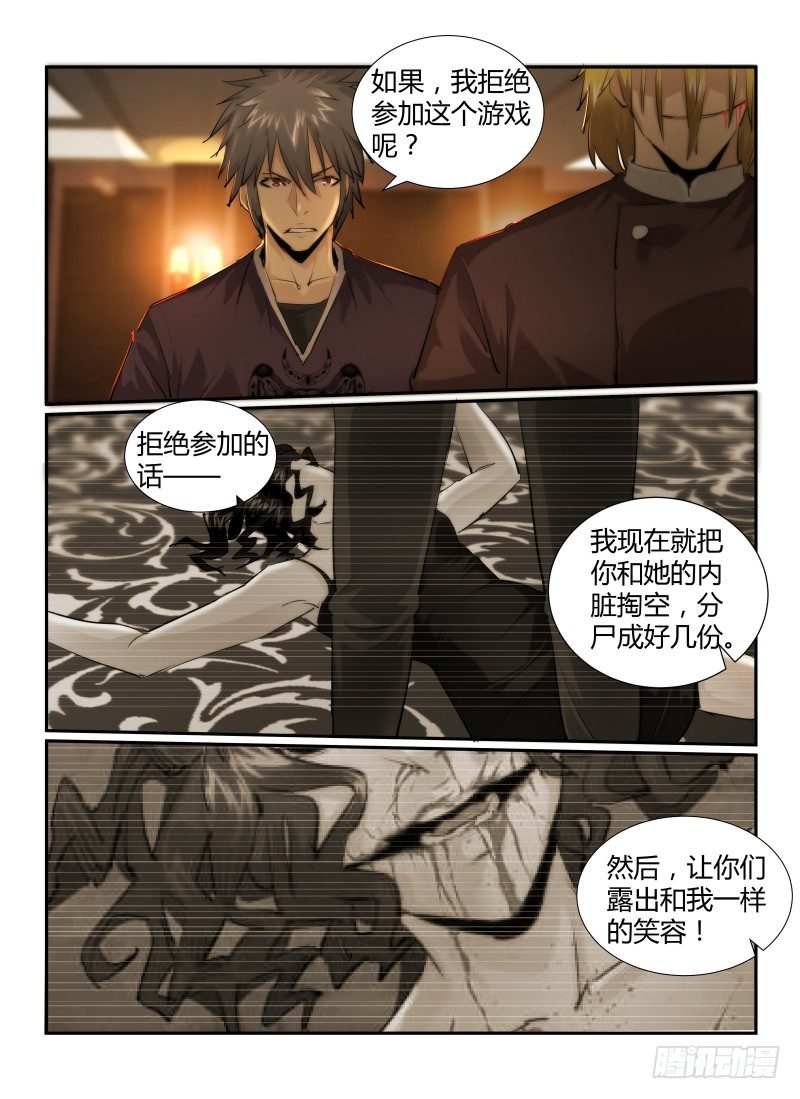 如果，我拒绝
参加这个游戏
呢？
拒绝参加的
话——
我现在就把
你和她的内
脏掏空，分
尸成好几份。
然后，让你们
露出和我一样
的笑容！
腾讯动漫